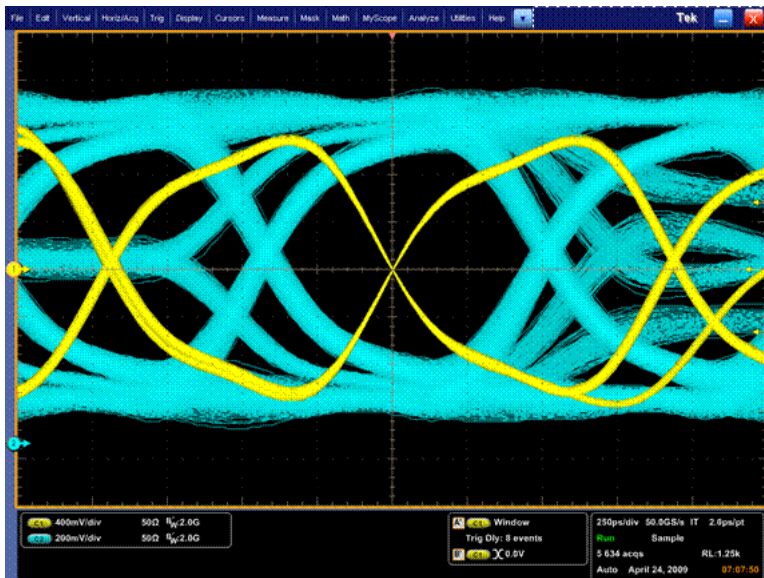 File Edit Vertical Horiz/Acq Trig Display Cursors Measure Mask Math MyScope Analyze Utilities Help Tek X
1
2
C1 400mV/div 50Ω BW:2.0G
C2 200mV/div 50Ω BW:2.0G
A' C1 Window
Trig Dly: 8 events
B' C1 0.0V
250ps/div 50.0GS/s IT 2.0ps/pt
Run Sample
5 634 acqs RL:1.25k
Auto April 24, 2009 07:07:50